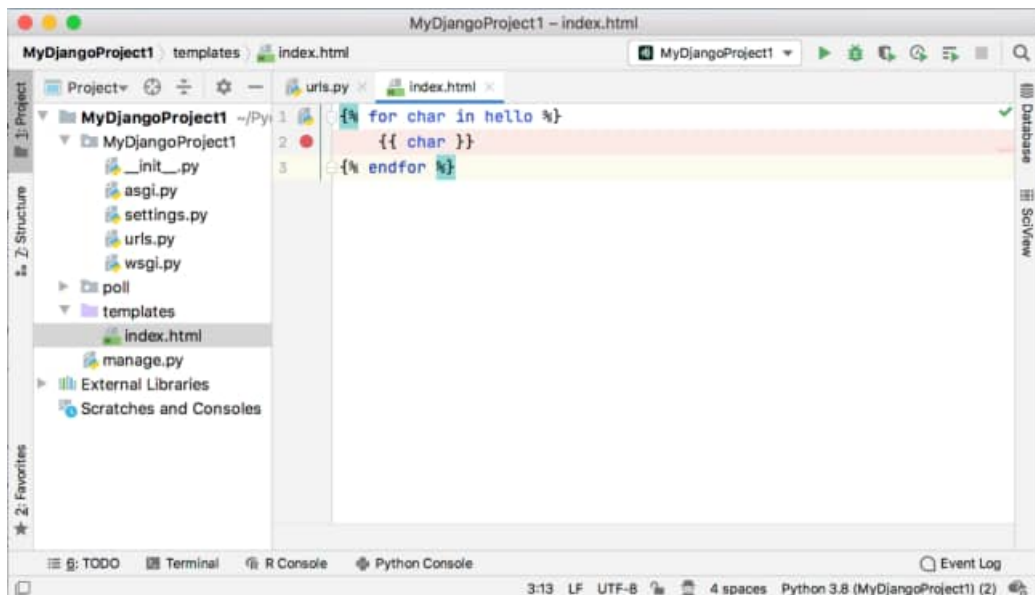 MyDjangoProject1 – index.html
MyDjangoProject1 templates index.html
MyDjangoProject1
1: Project
Project
urls.py
index.html
MyDjangoProject1 ~/Py
MyDjangoProject1
__init__.py
asgi.py
settings.py
urls.py
wsgi.py
poll
templates
index.html
manage.py
External Libraries
Scratches and Consoles
1 {% for char in hello %}
2 {{ char }}
3 {% endfor %}
Database
SciView
7: Structure
2: Favorites
6: TODO Terminal R Console Python Console Event Log
3:13 LF UTF-8 4 spaces Python 3.8 (MyDjangoProject1) (2)